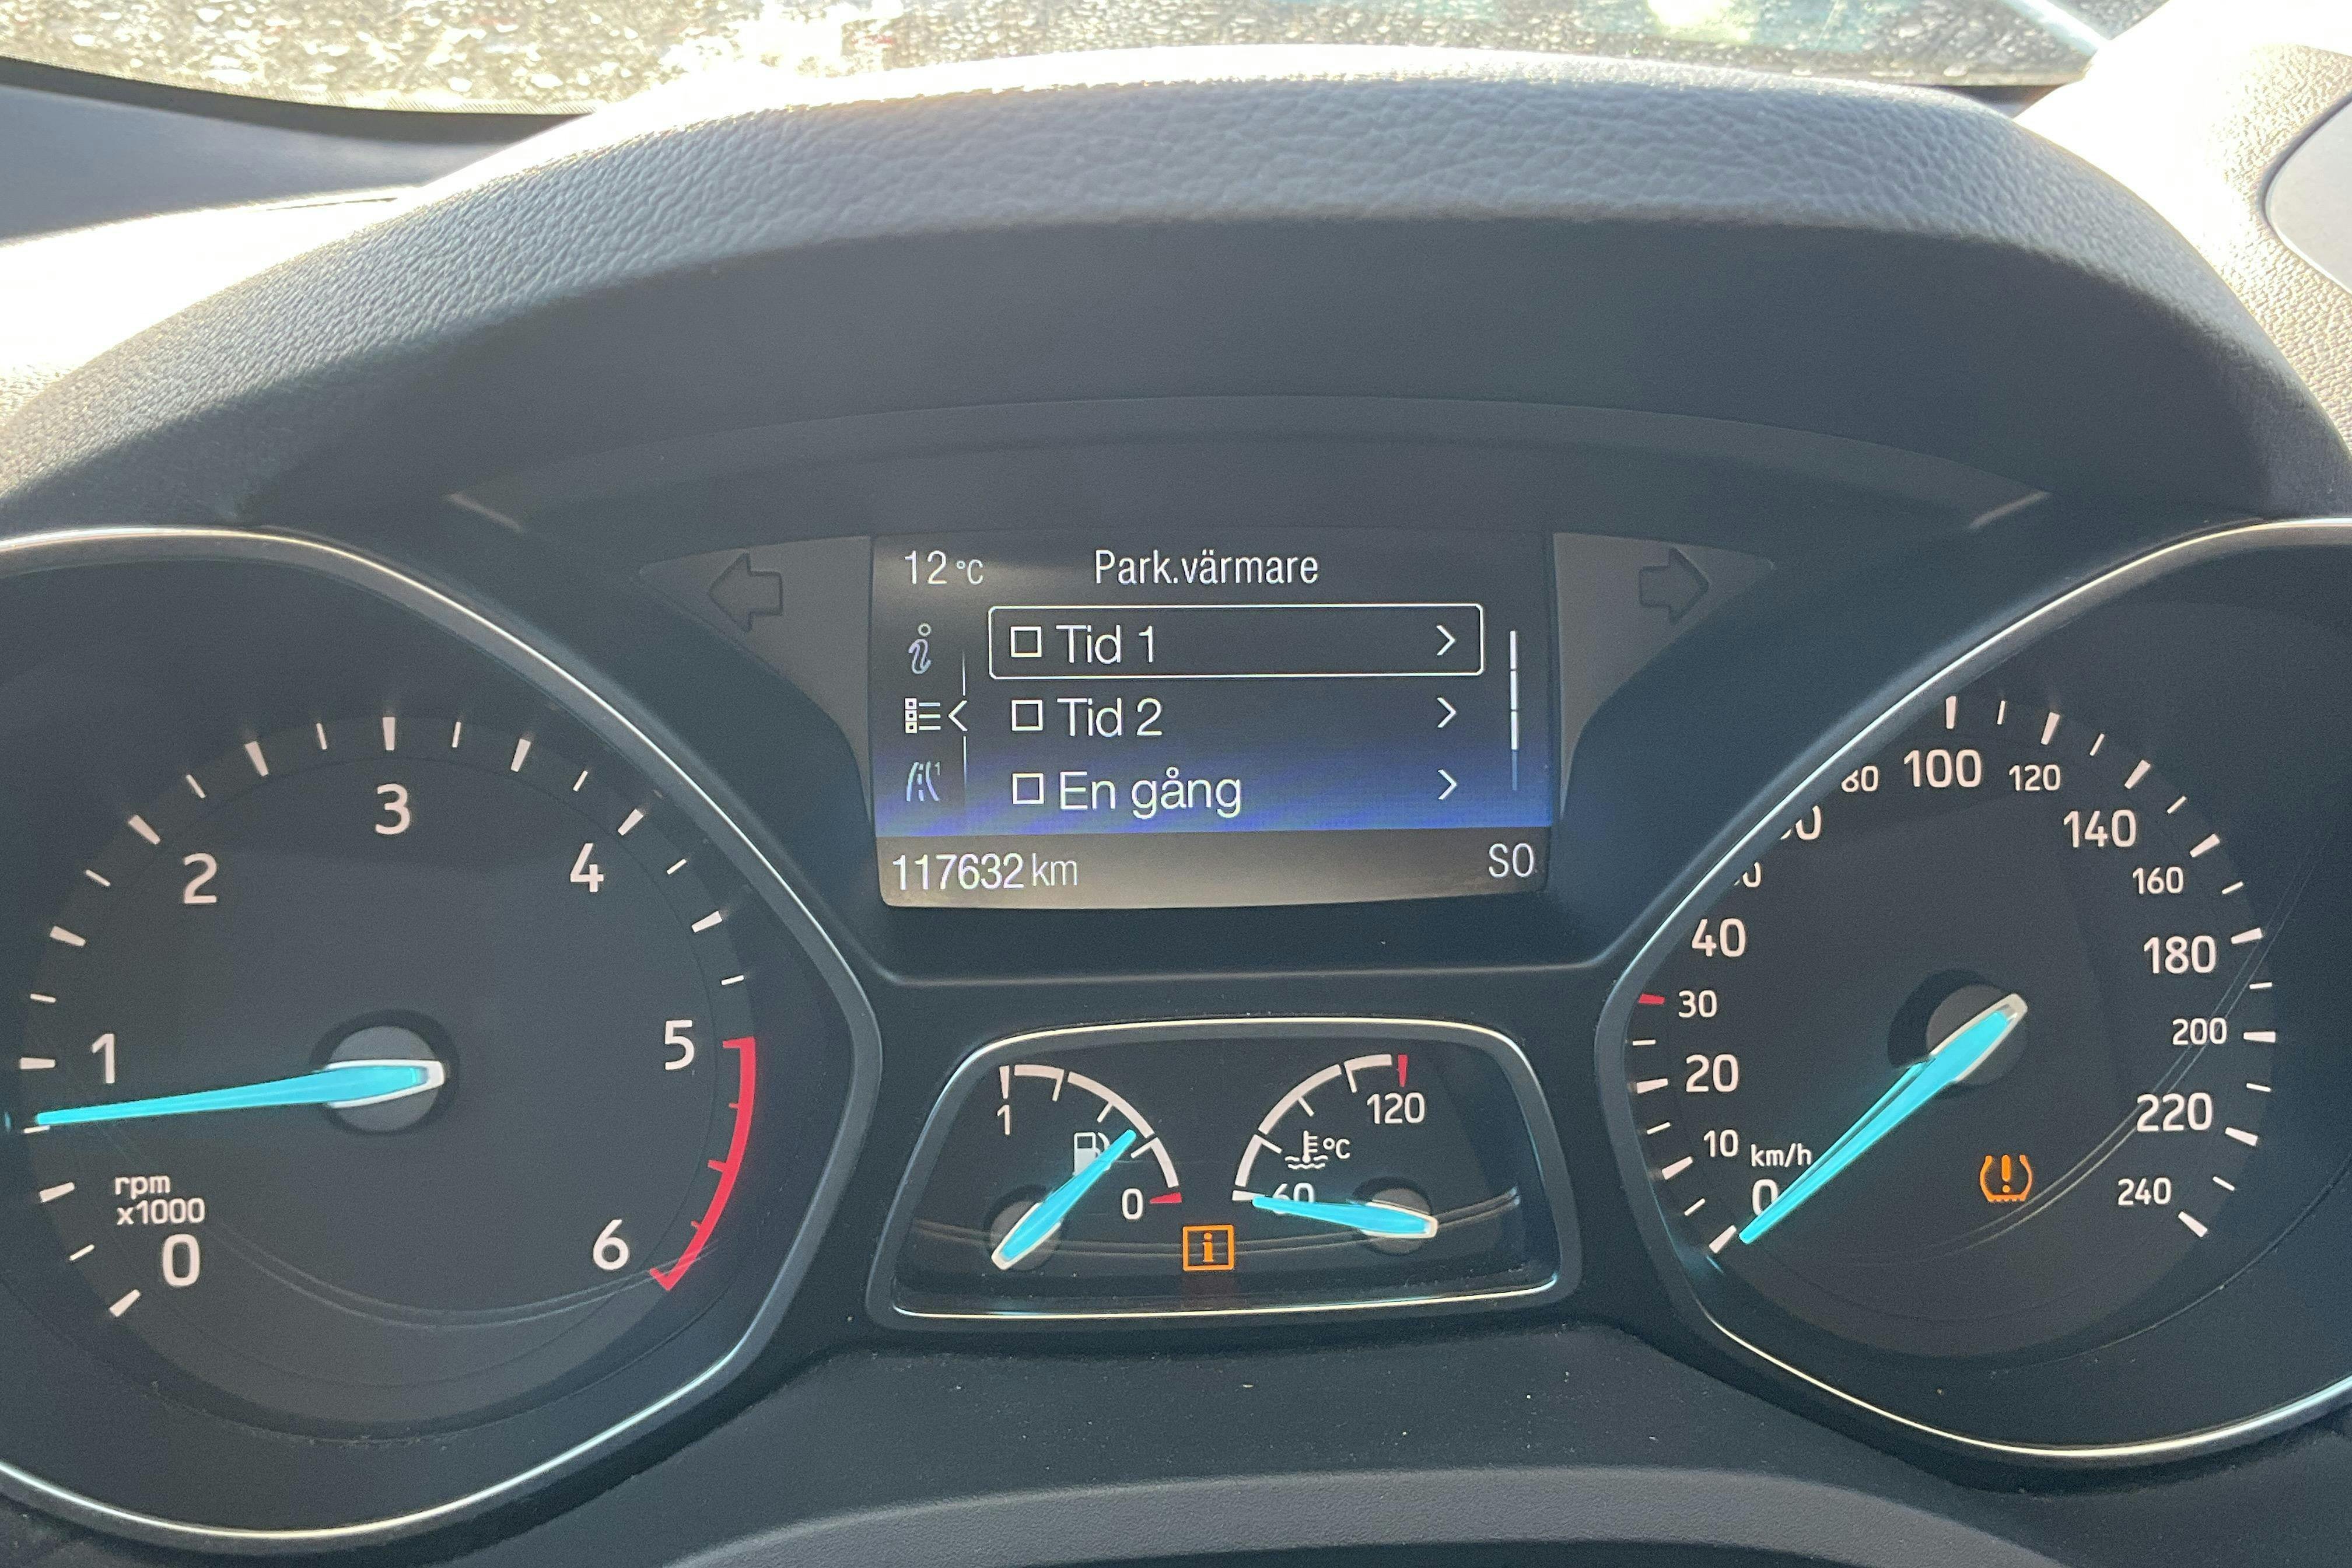 12 °C Park.värmare
Tid 1
Tid 2
En gång
117632 km SO
0
1
2
3
4
5
6
rpm
x1000
1
0
60
120
°C
0
10
20
30
40
80
100
120
140
160
180
200
220
240
km/h